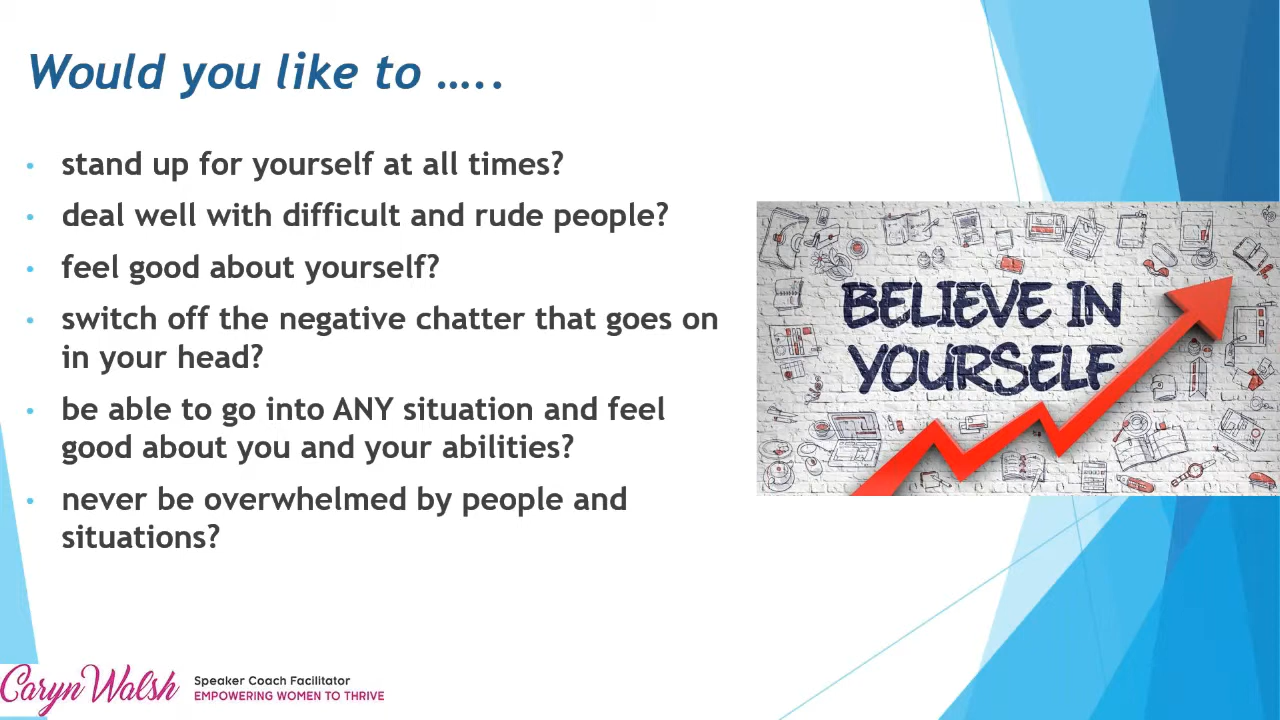 Would you like to .....
• stand up for yourself at all times?
• deal well with difficult and rude people?
• feel good about yourself?
• switch off the negative chatter that goes on
in your head?
• be able to go into ANY situation and feel
good about you and your abilities?
• never be overwhelmed by people and
situations?
BELIEVE IN
YOURSELF
Caryn Walsh
Speaker Coach Facilitator
EMPOWERING WOMEN TO THRIVE